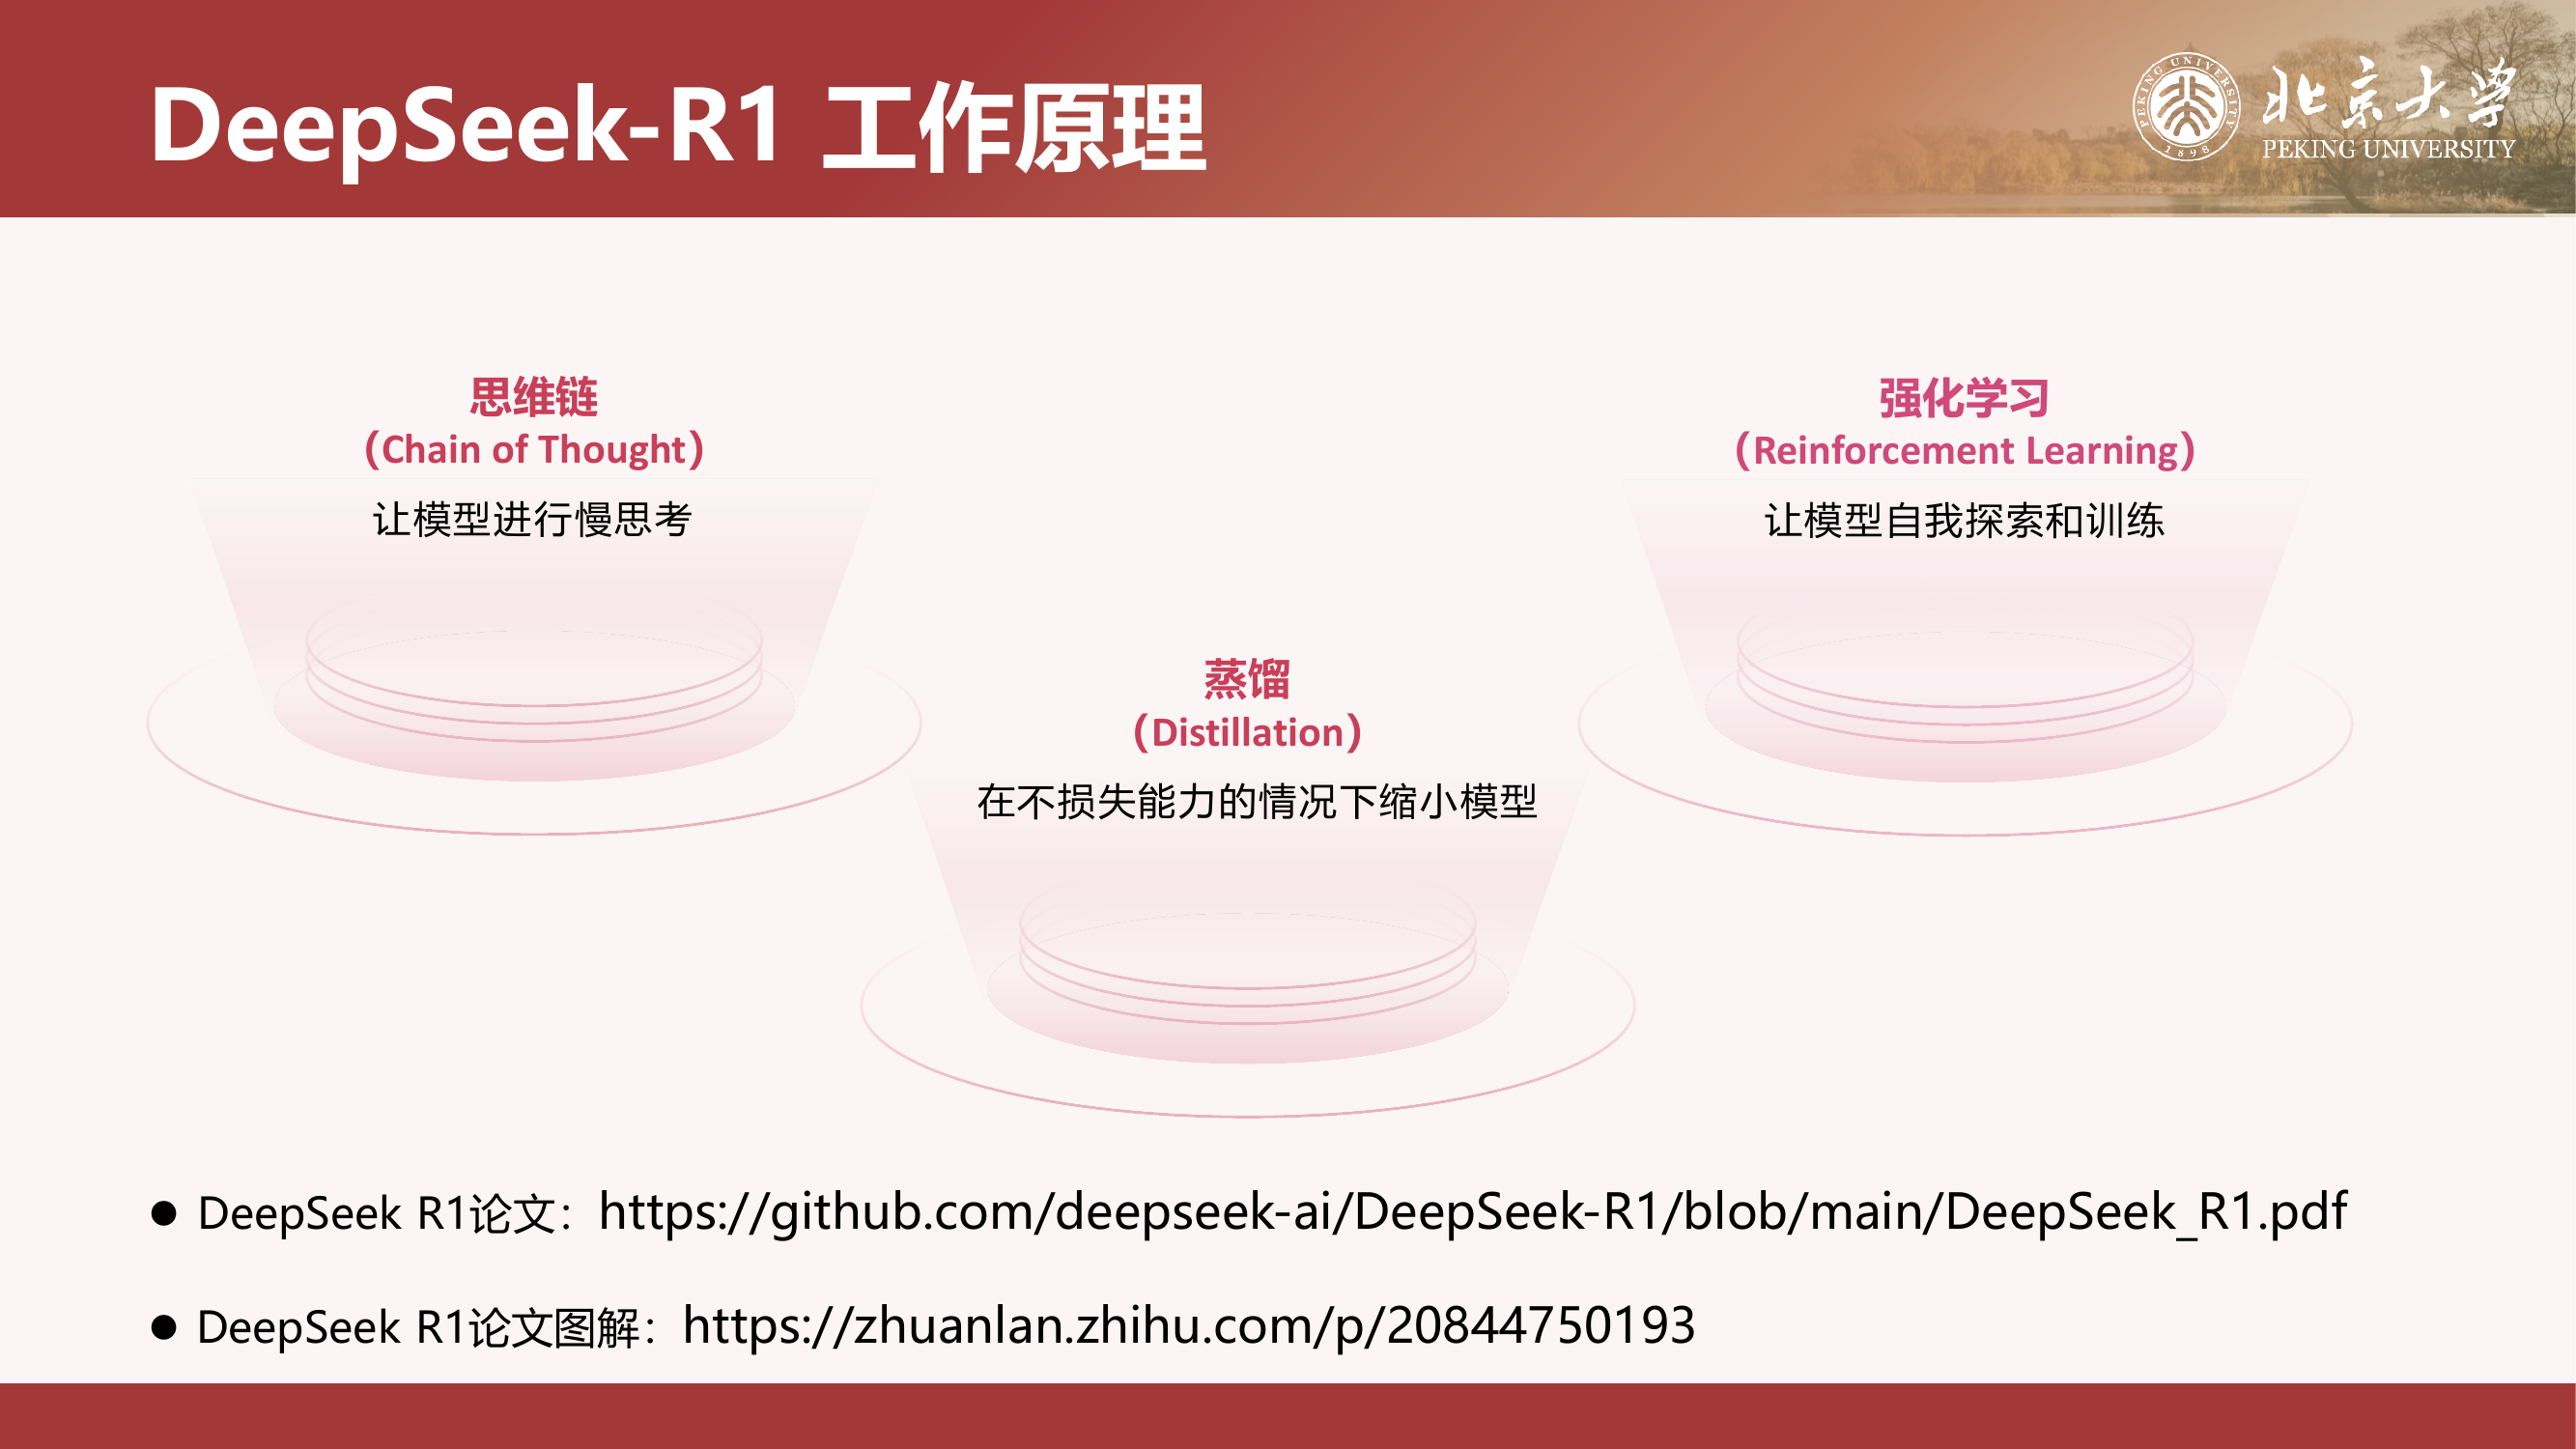 DeepSeek-R1 工作原理
PEKING UNIVERSITY
1898
北京大学
PEKING UNIVERSITY
思维链
（Chain of Thought）
让模型进行慢思考
强化学习
（Reinforcement Learning）
让模型自我探索和训练
蒸馏
（Distillation）
在不损失能力的情况下缩小模型
● DeepSeek R1论文：https://github.com/deepseek-ai/DeepSeek-R1/blob/main/DeepSeek_R1.pdf
● DeepSeek R1论文图解：https://zhuanlan.zhihu.com/p/20844750193